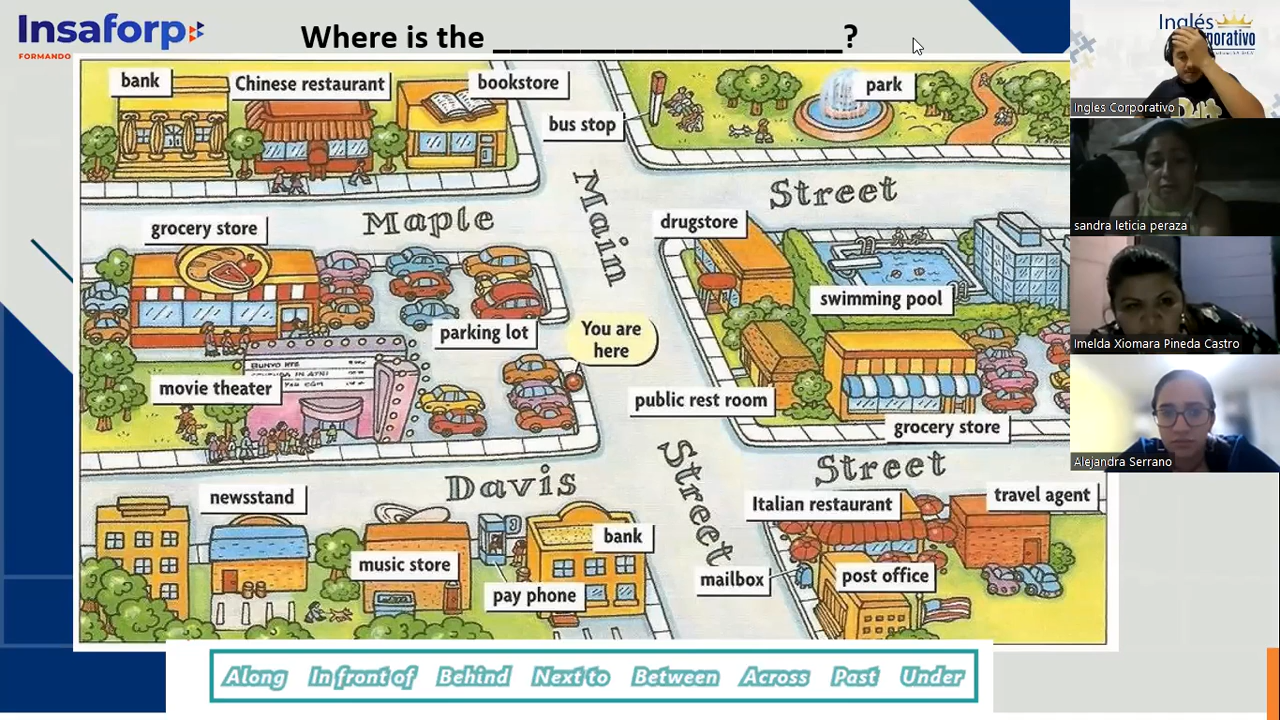 Insaforp
FORMANDO
Where is the ____________________?
Inglés
Ingles Corporativo
sandra leticia peraza
Imelda Xiomara Pineda Castro
Alejandra Serrano
bank
Chinese restaurant
bookstore
bus stop
park
Maple
Main
Street
grocery store
drugstore
swimming pool
parking lot
You are
here
movie theater
public rest room
grocery store
Davis
Street
Street
newsstand
Italian restaurant
travel agent
music store
bank
pay phone
mailbox
post office
Along In front of Behind Next to Between Across Past Under